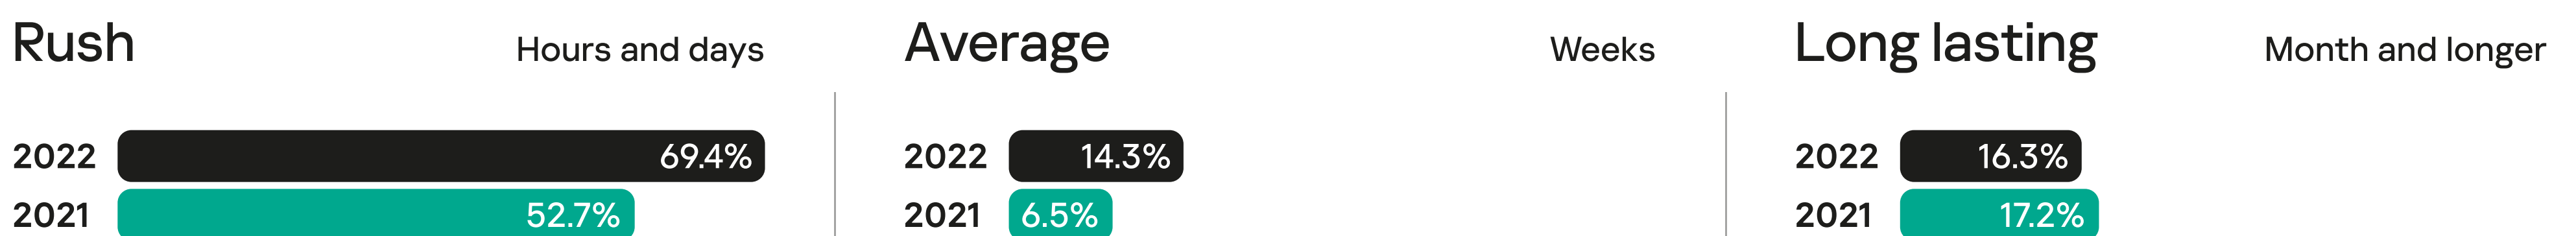 Rush
Hours and days
2022 69.4%
2021 52.7%
Average
Weeks
2022 14.3%
2021 6.5%
Long lasting
Month and longer
2022 16.3%
2021 17.2%